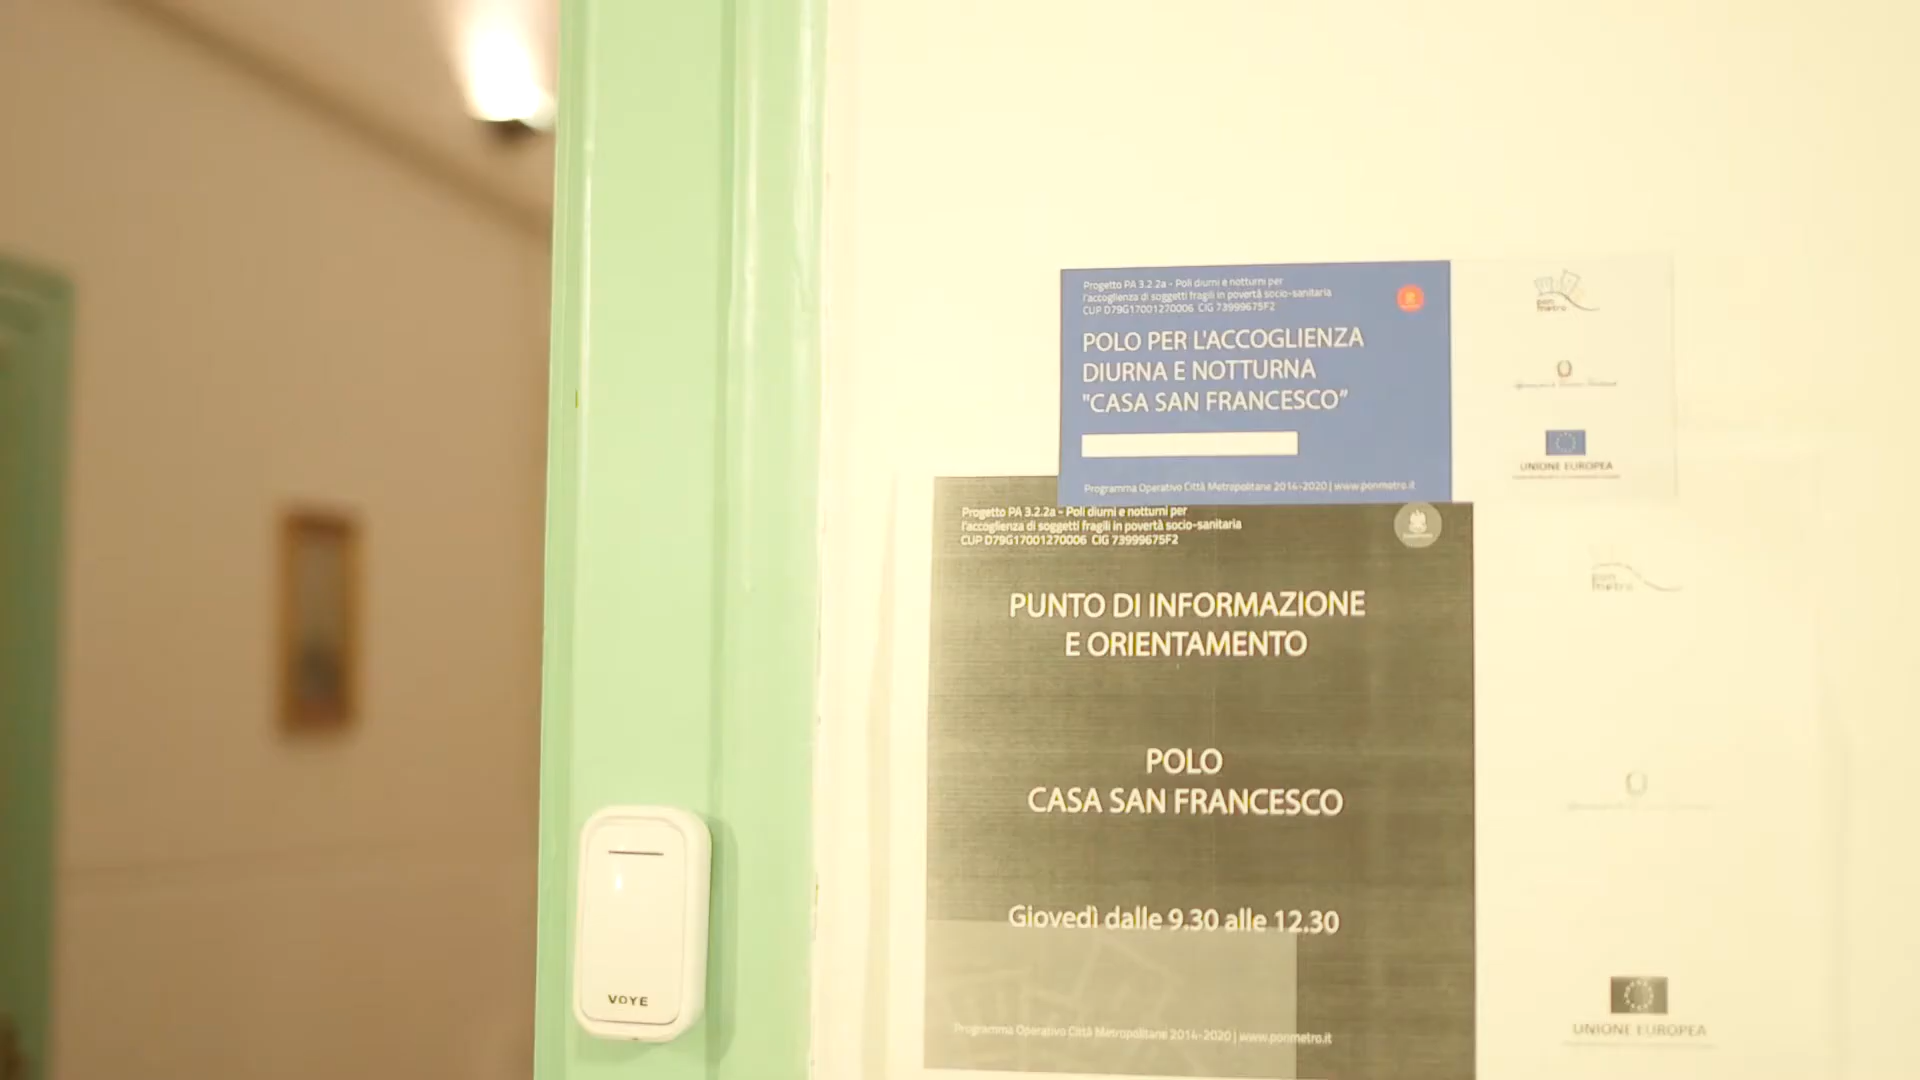 Progetto PA 3.2.2a - Poli diurni e notturni per
l'accoglienza di soggetti fragili in povertà socio-sanitaria
CUP D79G17001270006 CIG 73999675F2
POLO PER L'ACCOGLIENZA
DIURNA E NOTTURNA
"CASA SAN FRANCESCO"
Programma Operativo Città Metropolitane 2014-2020 | www.ponmetro.it
pon
metro
UNIONE EUROPEA
Progetto PA 3.2.2a - Poli diurni e notturni per
l'accoglienza di soggetti fragili in povertà socio-sanitaria
CUP D79G17001270006 CIG 73999675F2
PUNTO DI INFORMAZIONE
E ORIENTAMENTO
POLO
CASA SAN FRANCESCO
Giovedì dalle 9.30 alle 12.30
Programma Operativo Città Metropolitane 2014-2020 | www.ponmetro.it
pon
metro
UNIONE EUROPEA
VOYE